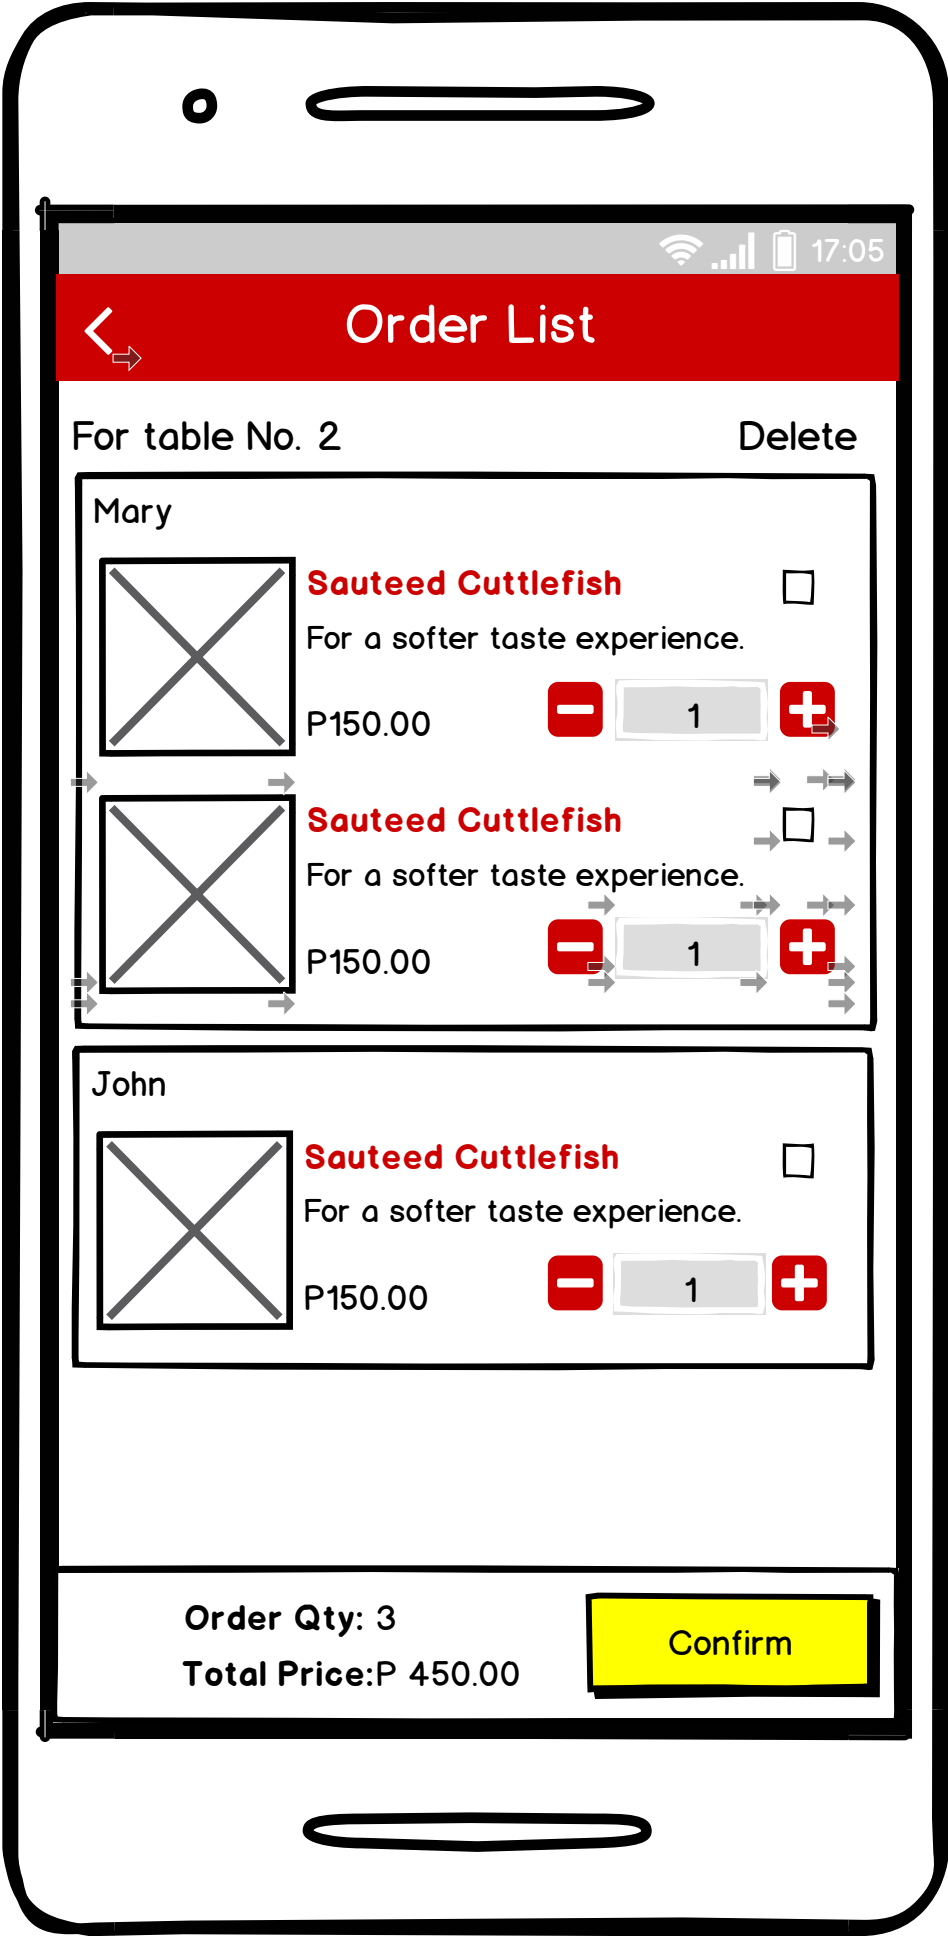 17:05
Order List
For table No. 2
Delete
Mary
Sauteed Cuttlefish
For a softer taste experience.
P150.00
1
Sauteed Cuttlefish
For a softer taste experience.
P150.00
1
John
Sauteed Cuttlefish
For a softer taste experience.
P150.00
1
Order Qty: 3
Total Price:P 450.00
Confirm